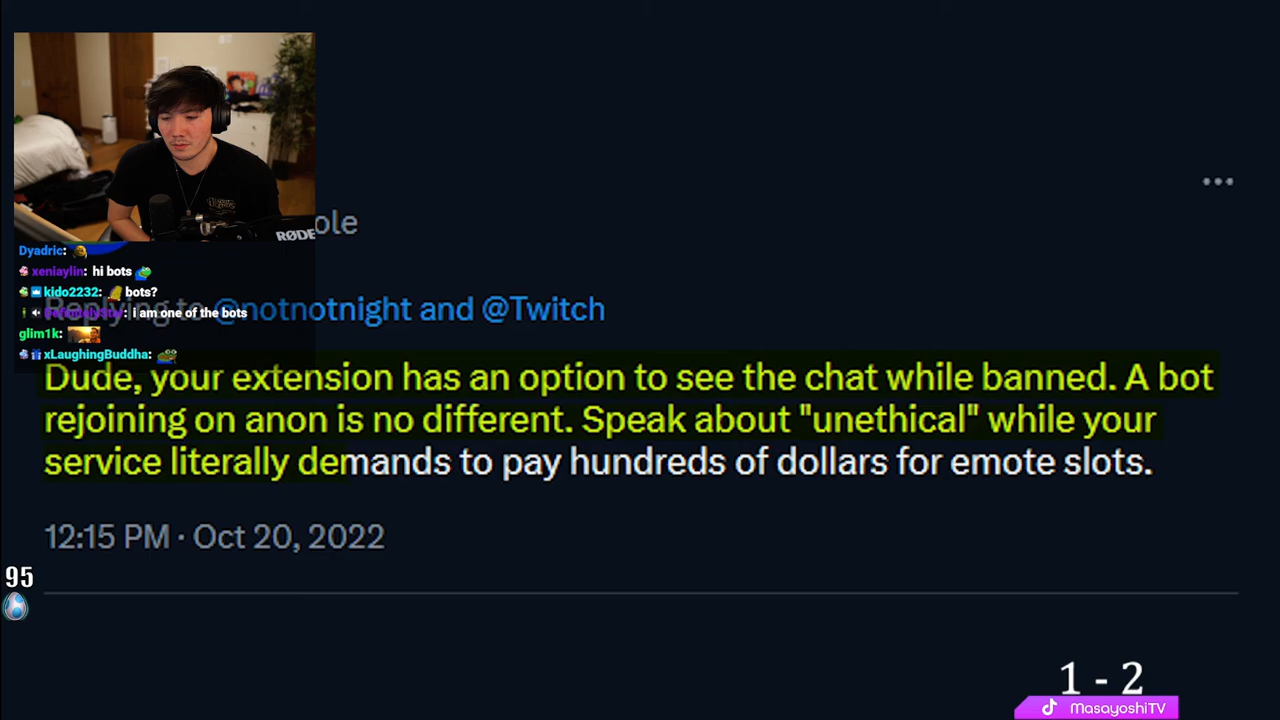 ole
RØDE
Dyadric:
xeniaylin: hi bots
kido2232: bots?
i am one of the bots
glim1k:
xLaughingBuddha:
Replying to @notnotnight and @Twitch
Dude, your extension has an option to see the chat while banned. A bot
rejoining on anon is no different. Speak about "unethical" while your
service literally demands to pay hundreds of dollars for emote slots.
12:15 PM · Oct 20, 2022
95
1 - 2
MasayoshiTV